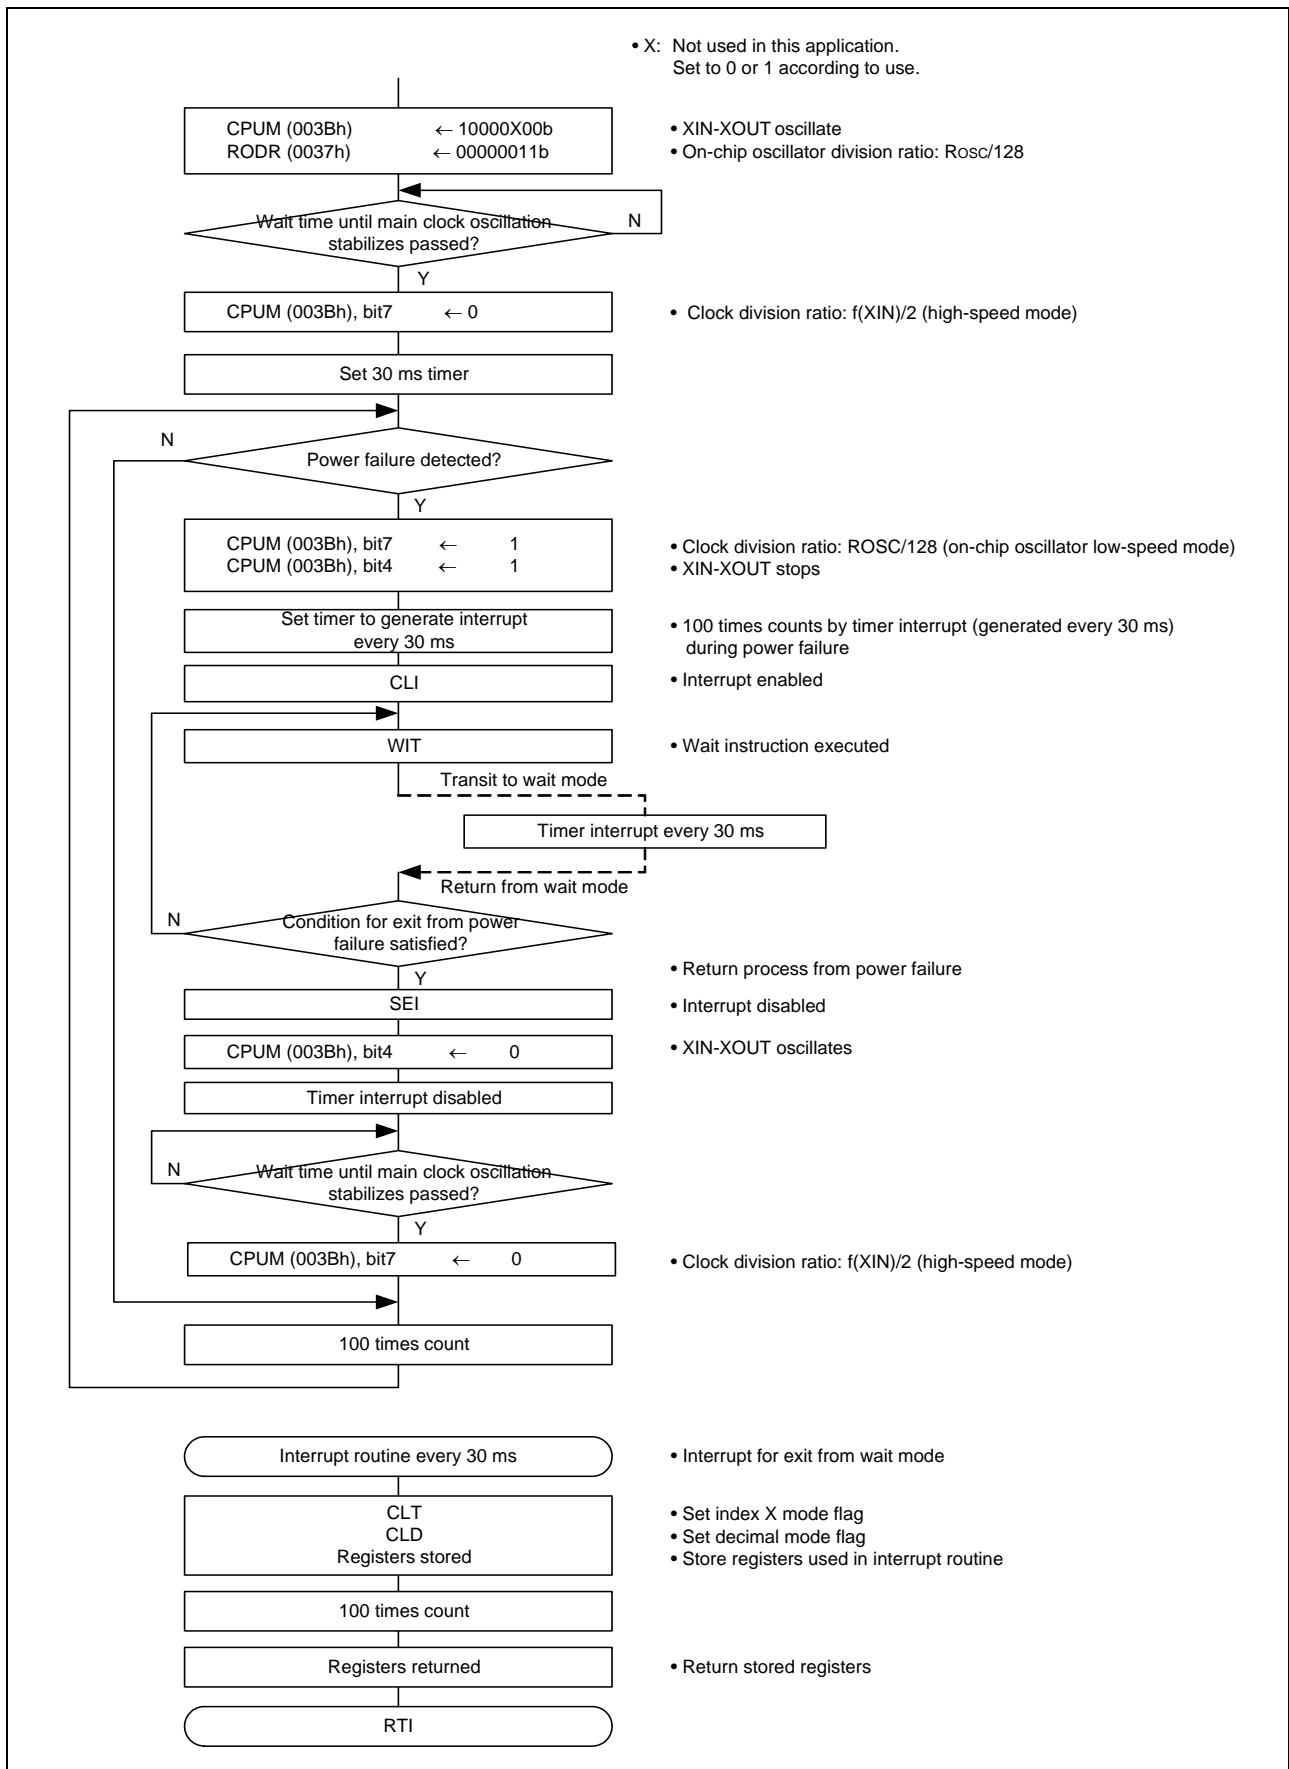 • X: Not used in this application.
Set to 0 or 1 according to use.
CPUM (003Bh) ← 10000X00b
• XIN-XOUT oscillate
RODR (0037h) ← 00000011b
• On-chip oscillator division ratio: Rosc/128
Wait time until main clock oscillation
N
stabilizes passed?
Y
CPUM (003Bh), bit7 ← 0
• Clock division ratio: f(XIN)/2 (high-speed mode)
Set 30 ms timer
N
Power failure detected?
Y
CPUM (003Bh), bit7 ← 1
• Clock division ratio: ROSC/128 (on-chip oscillator low-speed mode)
CPUM (003Bh), bit4 ← 1
• XIN-XOUT stops
Set timer to generate interrupt
every 30 ms
• 100 times counts by timer interrupt (generated every 30 ms)
during power failure
CLI
• Interrupt enabled
WIT
• Wait instruction executed
Transit to wait mode
Timer interrupt every 30 ms
Return from wait mode
N
Condition for exit from power
failure satisfied?
• Return process from power failure
Y
SEI
• Interrupt disabled
CPUM (003Bh), bit4 ← 0
• XIN-XOUT oscillates
Timer interrupt disabled
N
Wait time until main clock oscillation
stabilizes passed?
Y
CPUM (003Bh), bit7 ← 0
• Clock division ratio: f(XIN)/2 (high-speed mode)
100 times count
Interrupt routine every 30 ms
• Interrupt for exit from wait mode
CLT
• Set index X mode flag
CLD
• Set decimal mode flag
Registers stored
• Store registers used in interrupt routine
100 times count
Registers returned
• Return stored registers
RTI